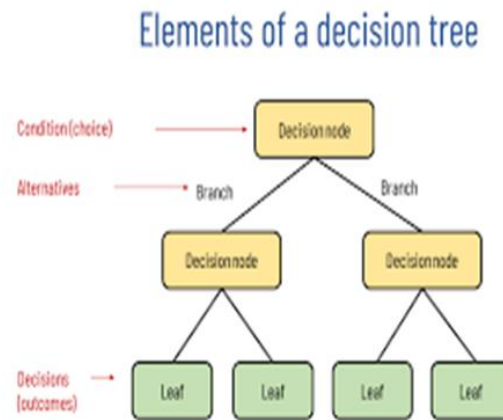 Elements of a decision tree
Condition (choice)
Decision node
Alternatives
Branch
Branch
Decision node
Decision node
Decisions
(outcomes)
Leaf
Leaf
Leaf
Leaf